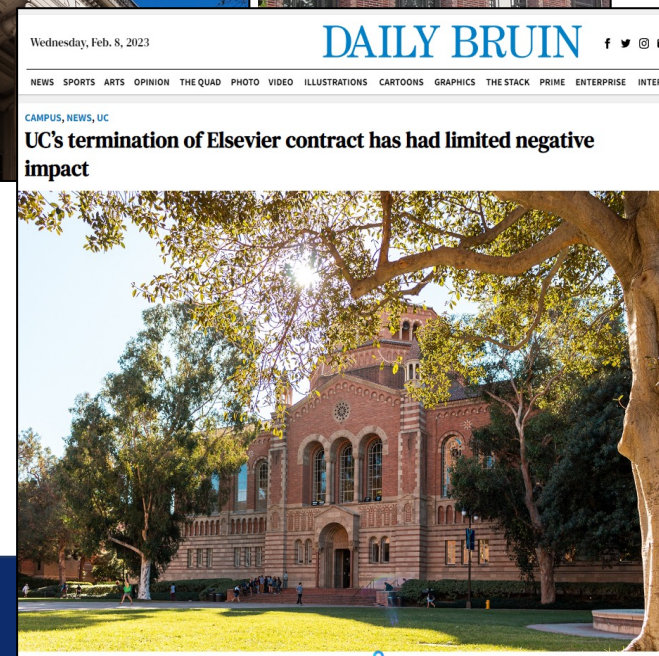 Wednesday, Feb. 8, 2023
DAILY BRUIN
NEWS SPORTS ARTS OPINION THE QUAD PHOTO VIDEO ILLUSTRATIONS CARTOONS GRAPHICS THE STACK PRIME ENTERPRISE
CAMPUS, NEWS, UC
UC's termination of Elsevier contract has had limited negative
impact